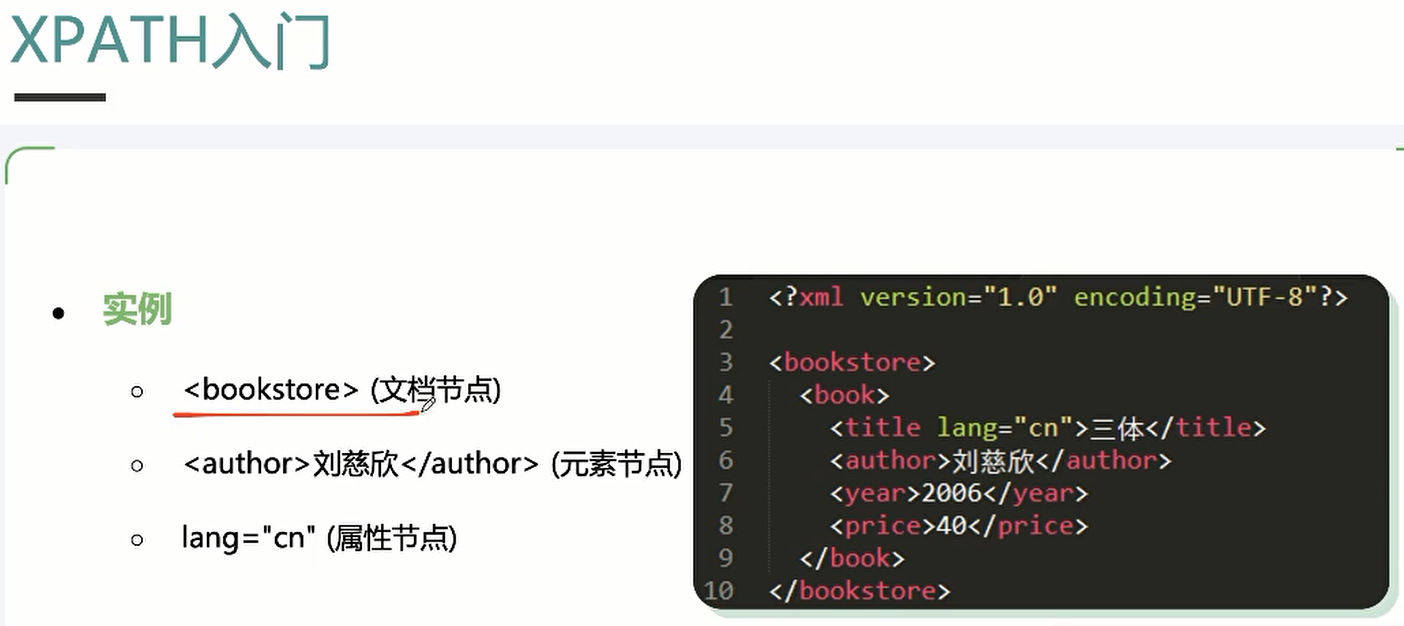 XPATH入门
实例
<bookstore> (文档节点)
<author>刘慈欣</author> (元素节点)
lang="cn" (属性节点)
1 <?xml version="1.0" encoding="UTF-8"?>
2
3 <bookstore>
4 <book>
5 <title lang="cn">三体</title>
6 <author>刘慈欣</author>
7 <year>2006</year>
8 <price>40</price>
9 </book>
10 </bookstore>